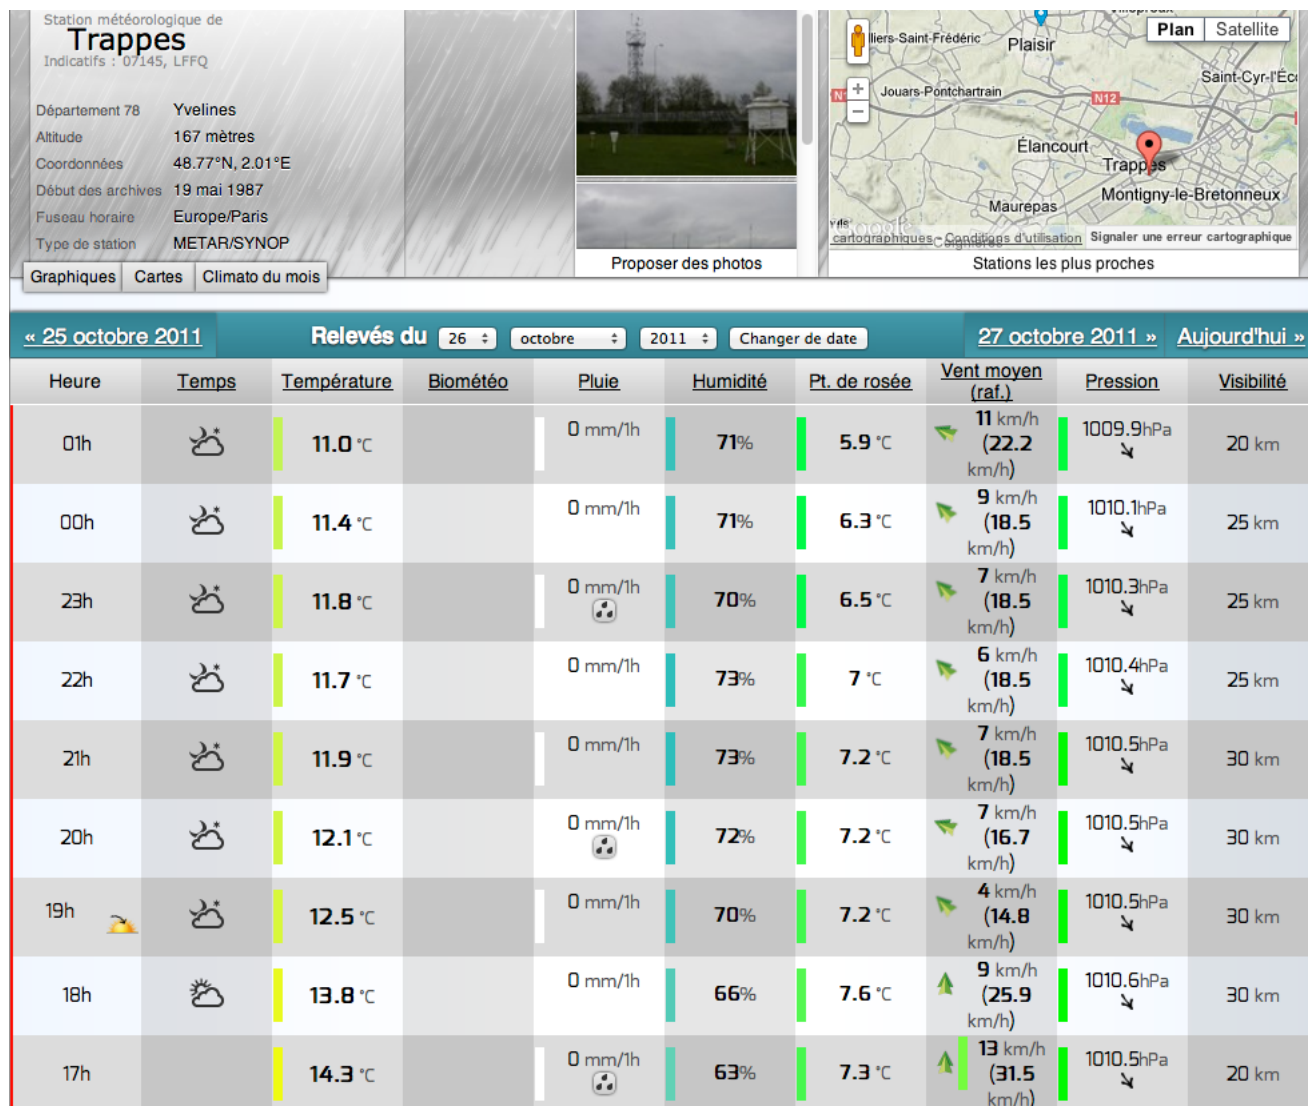 Station météorologique de
Trappes
Indicatifs : 07145, LFFQ
Département 78 Yvelines
Altitude 167 mètres
Coordonnées 48.77°N, 2.01°E
Début des archives 19 mai 1987
Fuseau horaire Europe/Paris
Type de station METAR/SYNOP
Graphiques Cartes Climato du mois
Proposer des photos
Plan Satellite
liers-Saint-Frédéric
Plaisir
Saint-Cyr-l'Éco
Jouars-Pontchartrain
N12
Élancourt
Trappes
Montigny-le-Bretonneux
Maurepas
cartographiques - Conditions d'utilisation Signaler une erreur cartographique
Stations les plus proches
« 25 octobre 2011 Relevés du 26 octobre 2011 Changer de date 27 octobre 2011 » Aujourd'hui »
Heure Temps Température Biométéo Pluie Humidité Pt. de rosée Vent moyen (raf.) Pression Visibilité
01h 11.0 °C 0 mm/1h 71% 5.9 °C 11 km/h (22.2 km/h) 1009.9hPa 20 km
00h 11.4 °C 0 mm/1h 71% 6.3 °C 9 km/h (18.5 km/h) 1010.1hPa 25 km
23h 11.8 °C 0 mm/1h 70% 6.5 °C 7 km/h (18.5 km/h) 1010.3hPa 25 km
22h 11.7 °C 0 mm/1h 73% 7 °C 6 km/h (18.5 km/h) 1010.4hPa 25 km
21h 11.9 °C 0 mm/1h 73% 7.2 °C 7 km/h (18.5 km/h) 1010.5hPa 30 km
20h 12.1 °C 0 mm/1h 72% 7.2 °C 7 km/h (16.7 km/h) 1010.5hPa 30 km
19h 12.5 °C 0 mm/1h 70% 7.2 °C 4 km/h (14.8 km/h) 1010.5hPa 30 km
18h 13.8 °C 0 mm/1h 66% 7.6 °C 9 km/h (25.9 km/h) 1010.6hPa 30 km
17h 14.3 °C 0 mm/1h 63% 7.3 °C 13 km/h (31.5 km/h) 1010.5hPa 20 km